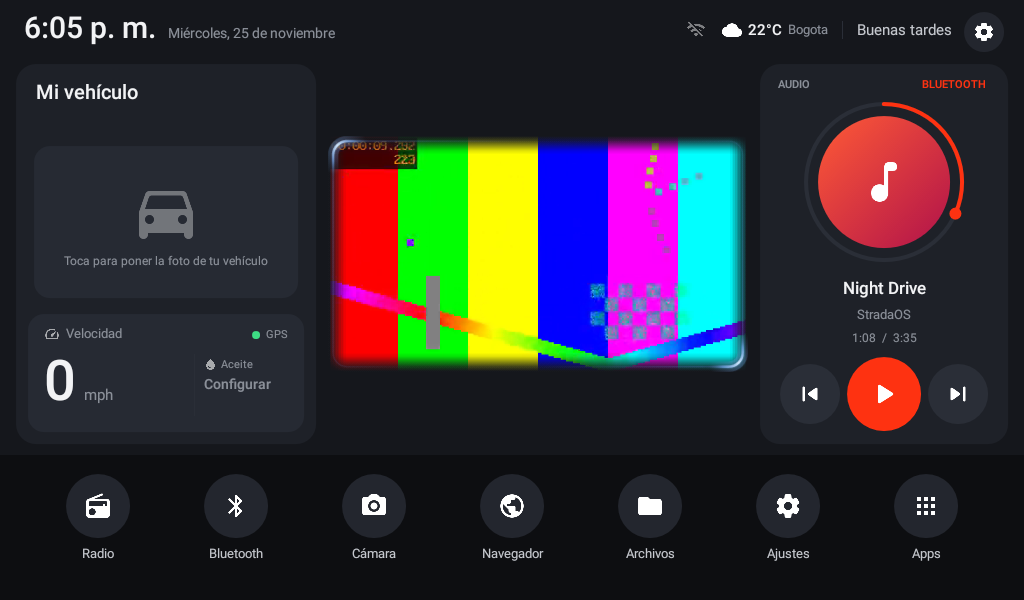 6:05 p. m.
Miércoles, 25 de noviembre
22°C Bogota
Buenas tardes
Mi vehículo
Toca para poner la foto de tu vehículo
Velocidad
GPS
0 mph
Aceite
Configurar
223
AUDIO
BLUETOOTH
Night Drive
StradaOS
1:08 / 3:35
Radio
Bluetooth
Cámara
Navegador
Archivos
Ajustes
Apps